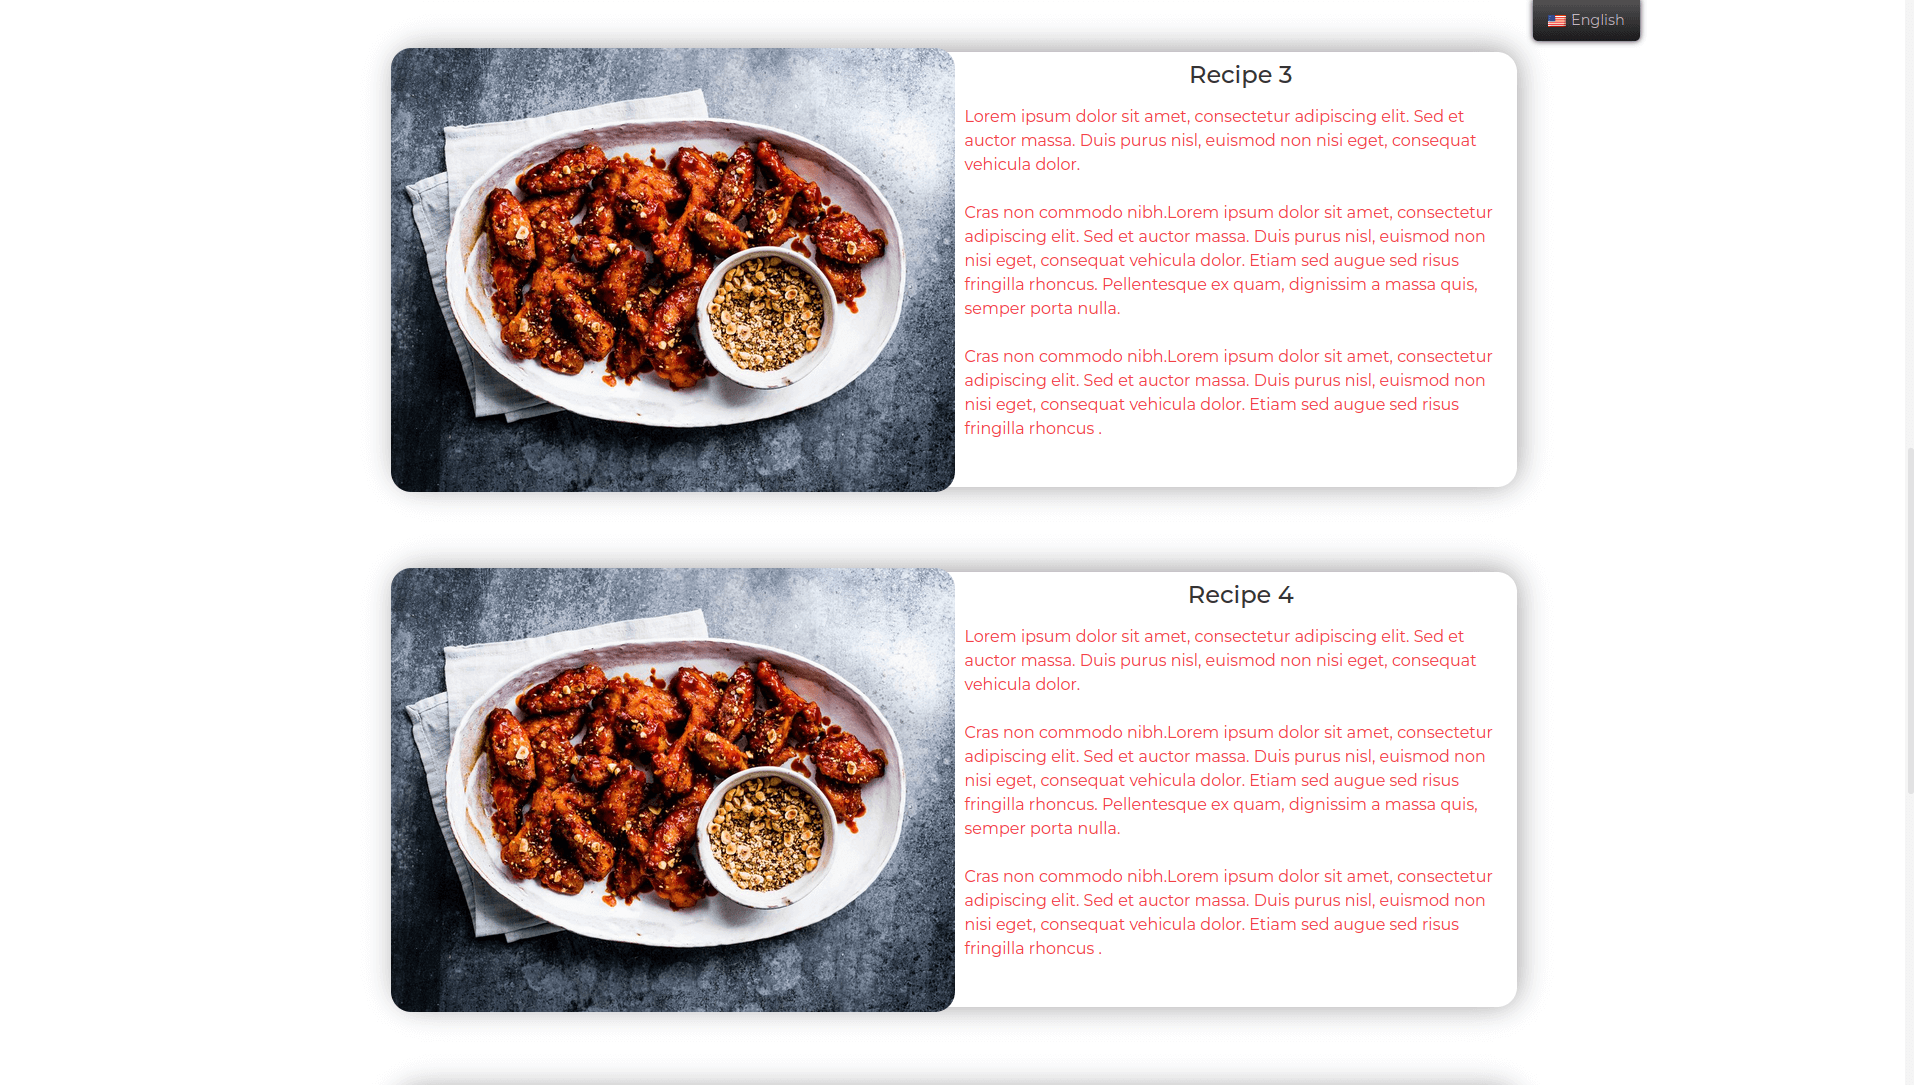 English
Recipe 3
Lorem ipsum dolor sit amet, consectetur adipiscing elit. Sed et
auctor massa. Duis purus nisl, euismod non nisi eget, consequat
vehicula dolor.
Cras non commodo nibh.Lorem ipsum dolor sit amet, consectetur
adipiscing elit. Sed et auctor massa. Duis purus nisl, euismod non
nisi eget, consequat vehicula dolor. Etiam sed augue sed risus
fringilla rhoncus. Pellentesque ex quam, dignissim a massa quis,
semper porta nulla.
Cras non commodo nibh.Lorem ipsum dolor sit amet, consectetur
adipiscing elit. Sed et auctor massa. Duis purus nisl, euismod non
nisi eget, consequat vehicula dolor. Etiam sed augue sed risus
fringilla rhoncus .
Recipe 4
Lorem ipsum dolor sit amet, consectetur adipiscing elit. Sed et
auctor massa. Duis purus nisl, euismod non nisi eget, consequat
vehicula dolor.
Cras non commodo nibh.Lorem ipsum dolor sit amet, consectetur
adipiscing elit. Sed et auctor massa. Duis purus nisl, euismod non
nisi eget, consequat vehicula dolor. Etiam sed augue sed risus
fringilla rhoncus. Pellentesque ex quam, dignissim a massa quis,
semper porta nulla.
Cras non commodo nibh.Lorem ipsum dolor sit amet, consectetur
adipiscing elit. Sed et auctor massa. Duis purus nisl, euismod non
nisi eget, consequat vehicula dolor. Etiam sed augue sed risus
fringilla rhoncus .